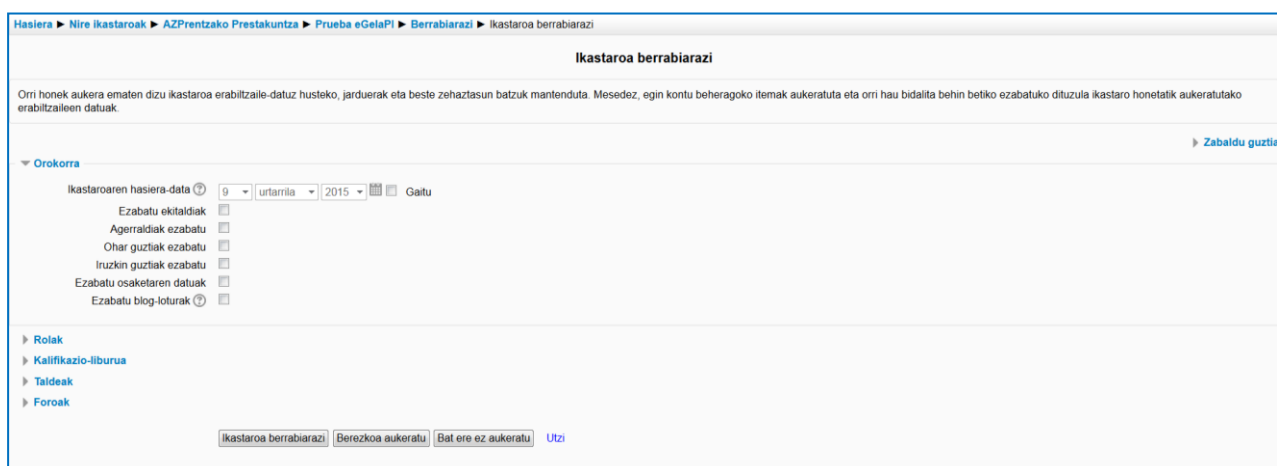 Hasiera ► Nire ikastaroak ► AZPrentzako Prestakuntza ► Prueba eGelaPI ► Berrabiarazi ► Ikastaroa berrabiarazi
Ikastaroa berrabiarazi
Orri honek aukera ematen dizu ikastaroa erabiltzaile-datuz husteko, jarduerak eta beste zehaztasun batzuk mantenduta. Mesedez, egin kontu beheragoko itemak aukeratuta eta orri hau bidalita behin betiko ezabatuko dituzula ikastaro honetatik aukeratutako
erabiltzaileen datuak.
Zabaldu guztia
Orokorra
Ikastaroaren hasiera-data 9 urtarrila 2015 Gaitu
Ezabatu ekitaldiak
Agerraldiak ezabatu
Ohar guztiak ezabatu
Iruzkin guztiak ezabatu
Ezabatu osaketaren datuak
Ezabatu blog-loturak
Rolak
Kalifikazio-liburua
Taldeak
Foroak
Ikastaroa berrabiarazi Berezkoa aukeratu Bat ere ez aukeratu Utzi